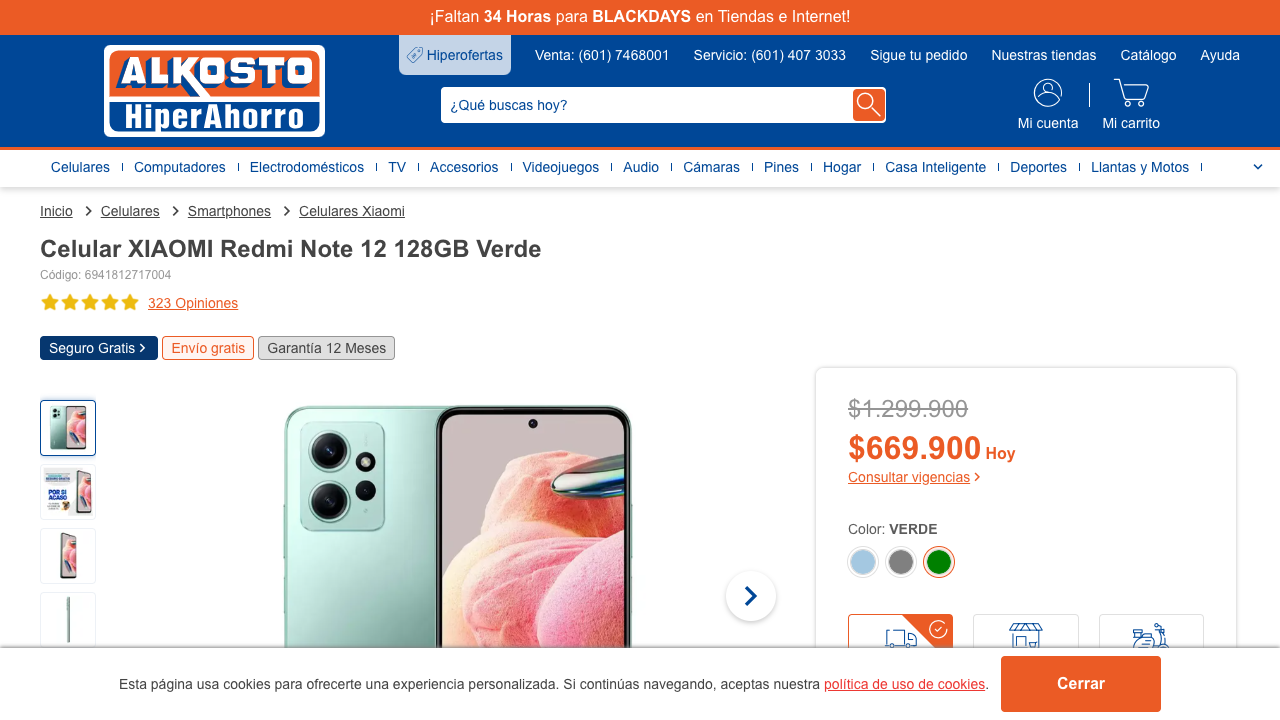 ¡Faltan 34 Horas para BLACKDAYS en Tiendas e Internet!
ALKOSTO
HiperAhorro
Hiperofertas
Venta: (601) 7468001
Servicio: (601) 407 3033
Sigue tu pedido
Nuestras tiendas
Catálogo
Ayuda
¿Qué buscas hoy?
Mi cuenta
Mi carrito
Celulares
Computadores
Electrodomésticos
TV
Accesorios
Videojuegos
Audio
Cámaras
Pines
Hogar
Casa Inteligente
Deportes
Llantas y Motos
Inicio > Celulares > Smartphones > Celulares Xiaomi
Celular XIAOMI Redmi Note 12 128GB Verde
Código: 6941812717004
323 Opiniones
Seguro Gratis >
Envío gratis
Garantía 12 Meses
$1.299.900
$669.900 Hoy
Consultar vigencias >
Color: VERDE
POR SI
ACASO
Esta página usa cookies para ofrecerte una experiencia personalizada. Si continúas navegando, aceptas nuestra política de uso de cookies.
Cerrar